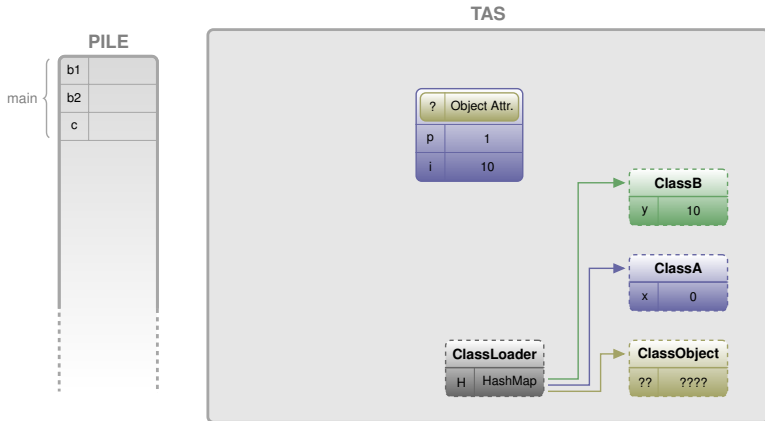 TAS
PILE
main
b1
b2
c
? Object Attr.
p 1
i 10
ClassB
y 10
ClassA
x 0
ClassLoader
H HashMap
ClassObject
?? ????